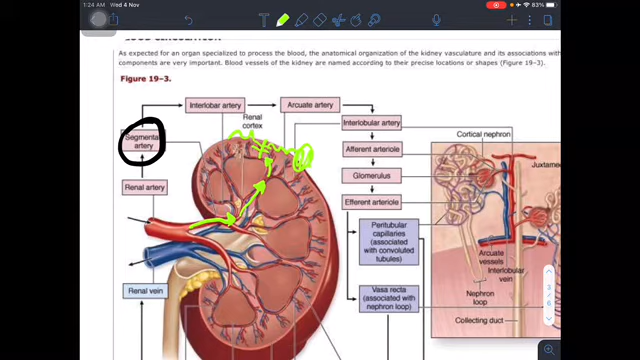 1:24 AM Wed 4 Nov
83%
As expected for an organ specialized to process the blood, the anatomical organization of the kidney vasculature and its associations with
components are very important. Blood vessels of the kidney are named according to their precise locations or shapes (Figure 19–3).
Figure 19–3.
Interlobar artery
Arcuate artery
Renal
cortex
Interlobular artery
Segmental
artery
Cortical nephron
Afferent arteriole
Juxtamed
Glomerulus
Renal artery
Efferent arteriole
Peritubular
capillaries
(associated
with convoluted
tubules)
Arcuate
vessels
Interlobular
vein
Renal vein
Vasa recta
(associated with
nephron loop)
Nephron
loop
Collecting duct